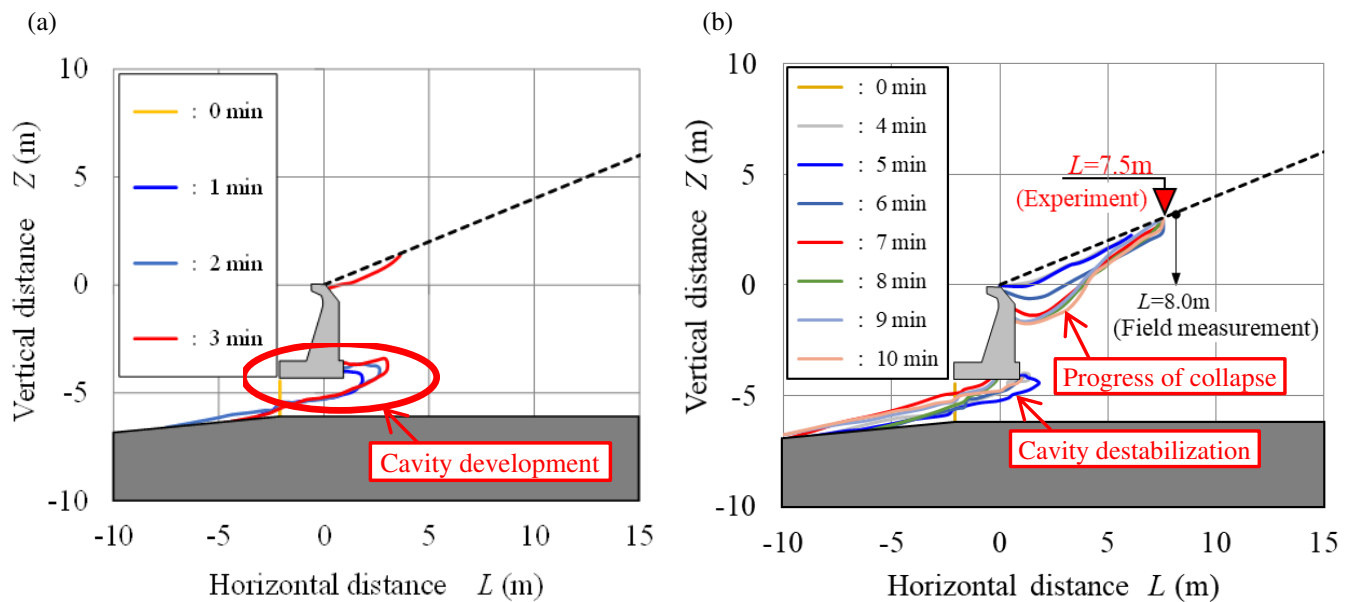 (a)
10
5
0
-5
-10
-10
-5
0
5
10
15
Vertical distance Z (m)
Horizontal distance L (m)
: 0 min
: 1 min
: 2 min
: 3 min
Cavity development
(b)
10
5
0
-5
-10
-10
-5
0
5
10
15
Vertical distance Z (m)
Horizontal distance L (m)
: 0 min
: 4 min
: 5 min
: 6 min
: 7 min
: 8 min
: 9 min
: 10 min
L=7.5m
(Experiment)
L=8.0m
(Field measurement)
Progress of collapse
Cavity destabilization